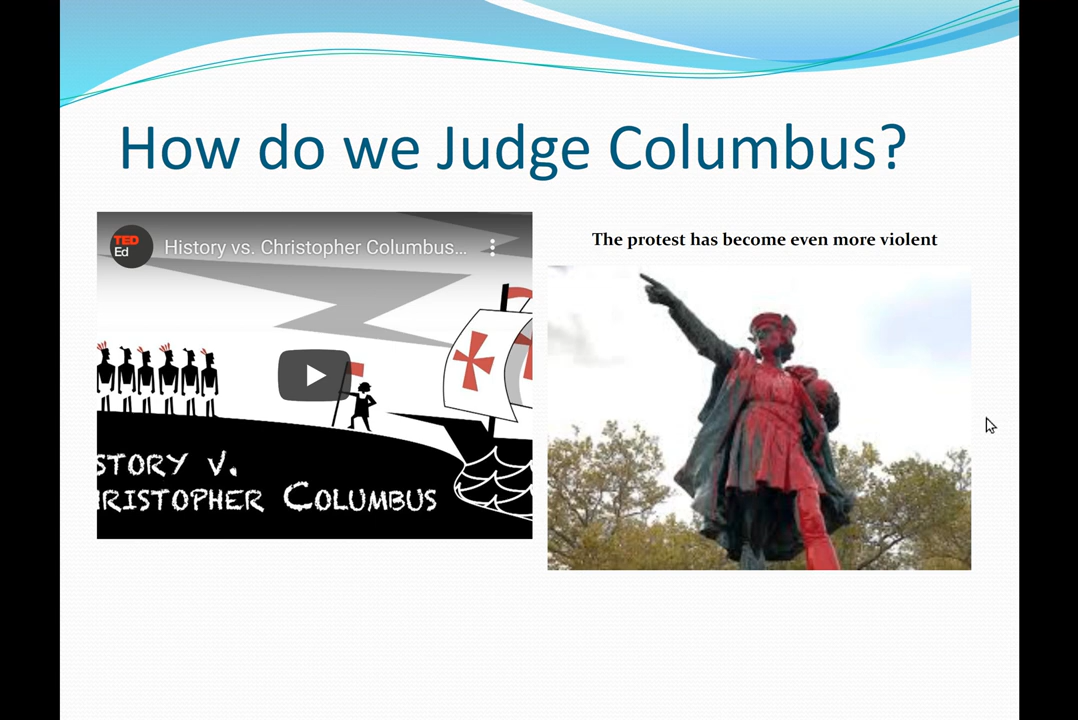 How do we Judge Columbus?
TED
Ed
History vs. Christopher Columbus...
STORY V.
RISTOPHER COLUMBUS
The protest has become even more violent